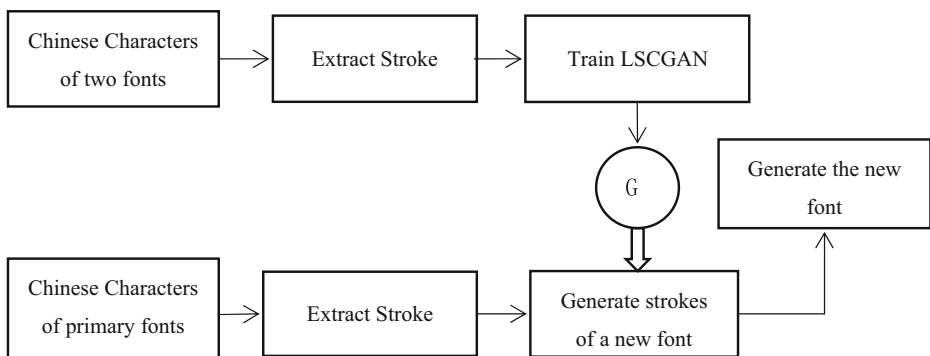 Chinese Characters
of two fonts
Extract Stroke
Train LSCGAN
G
Generate the new
font
Chinese Characters
of primary fonts
Extract Stroke
Generate strokes
of a new font